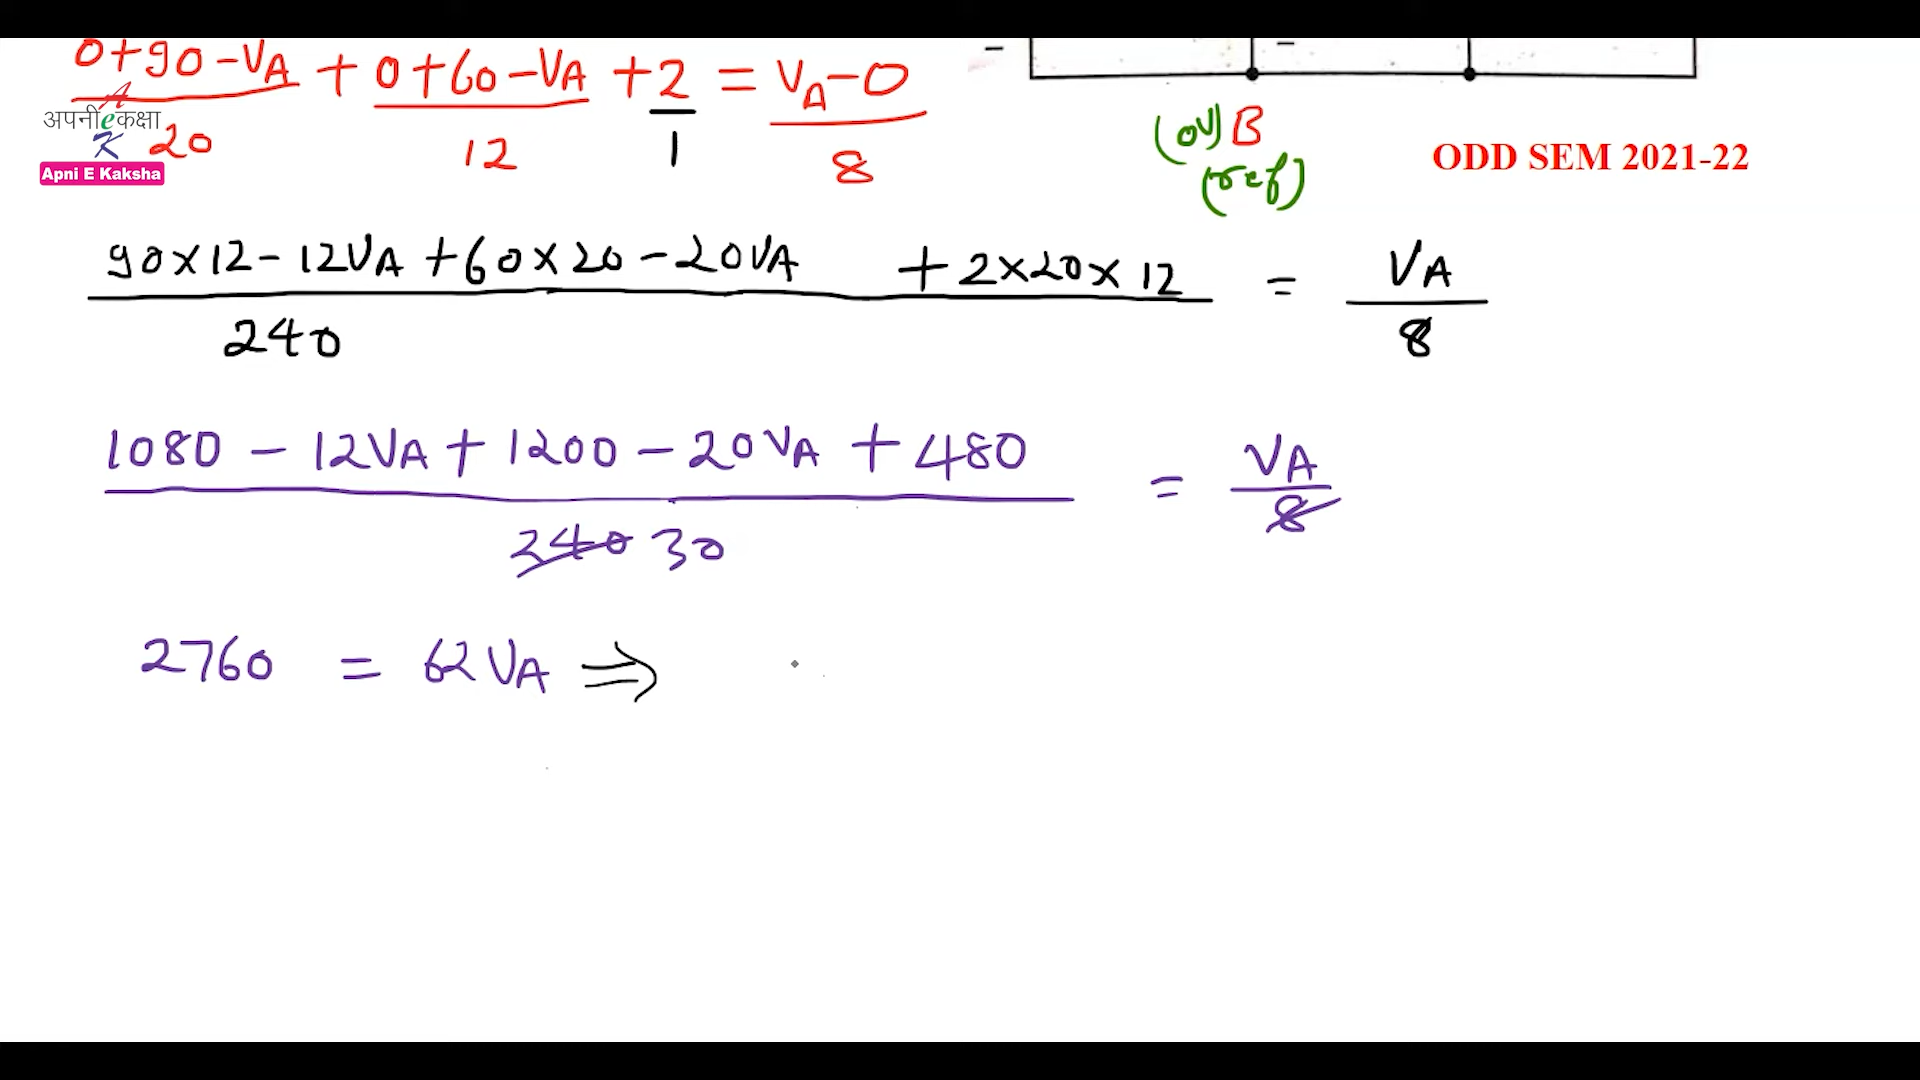 0+90-VA/20 + 0+60-VA/12 + 2/1 = VA-0/8
अपनी e कक्षा
A
K
Apni E Kaksha
(0V) B
(ref)
ODD SEM 2021-22
90×12-12VA+60×20-20VA +2×20×12 = VA
240 8
1080 - 12VA + 1200 - 20VA + 480 = VA
240 30 8
2760 = 62VA ⇒